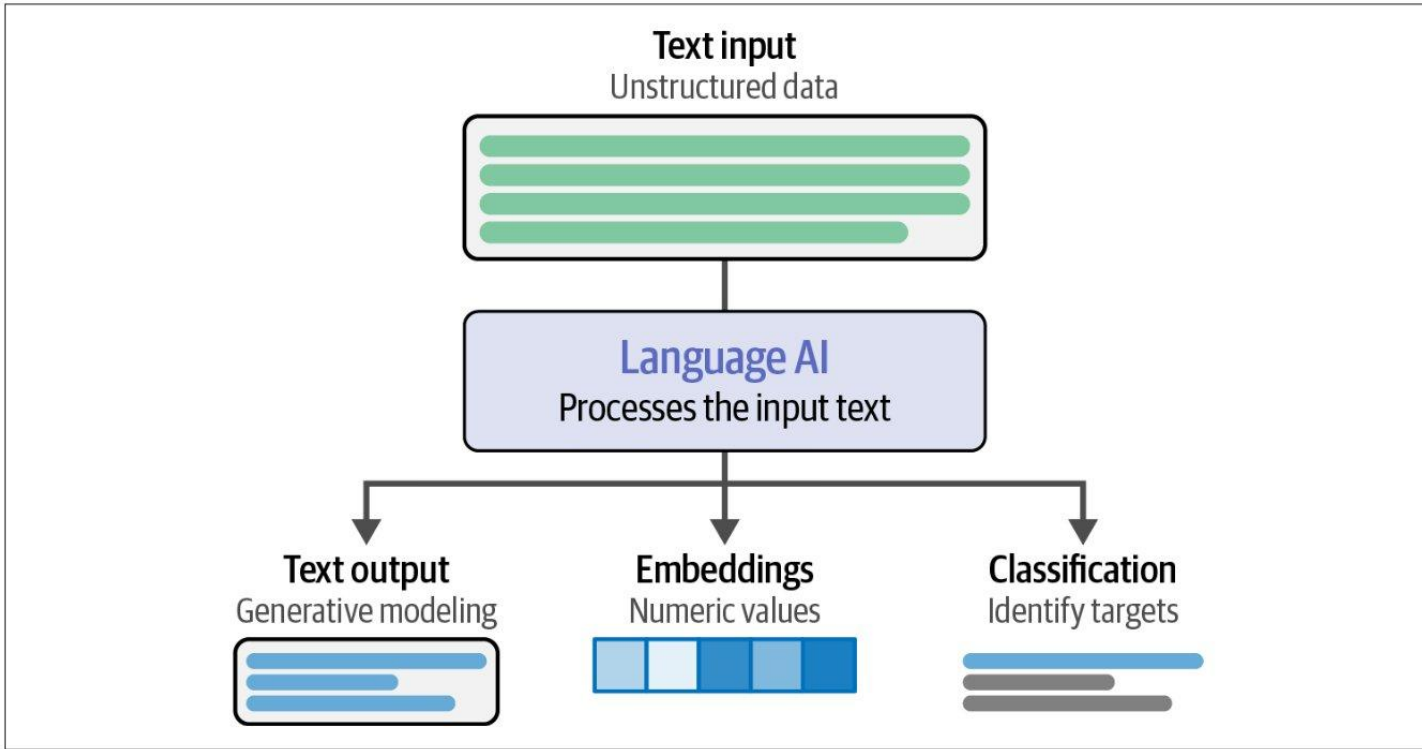 Text input
Unstructured data
Language AI
Processes the input text
Text output
Generative modeling
Embeddings
Numeric values
Classification
Identify targets